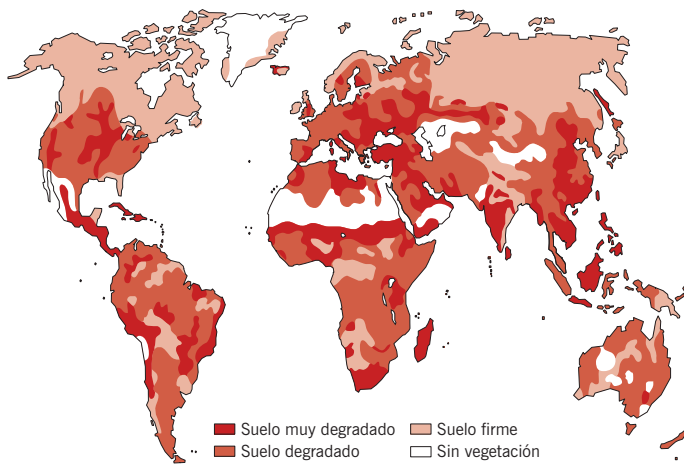 Suelo muy degradado
Suelo degradado
Suelo firme
Sin vegetación